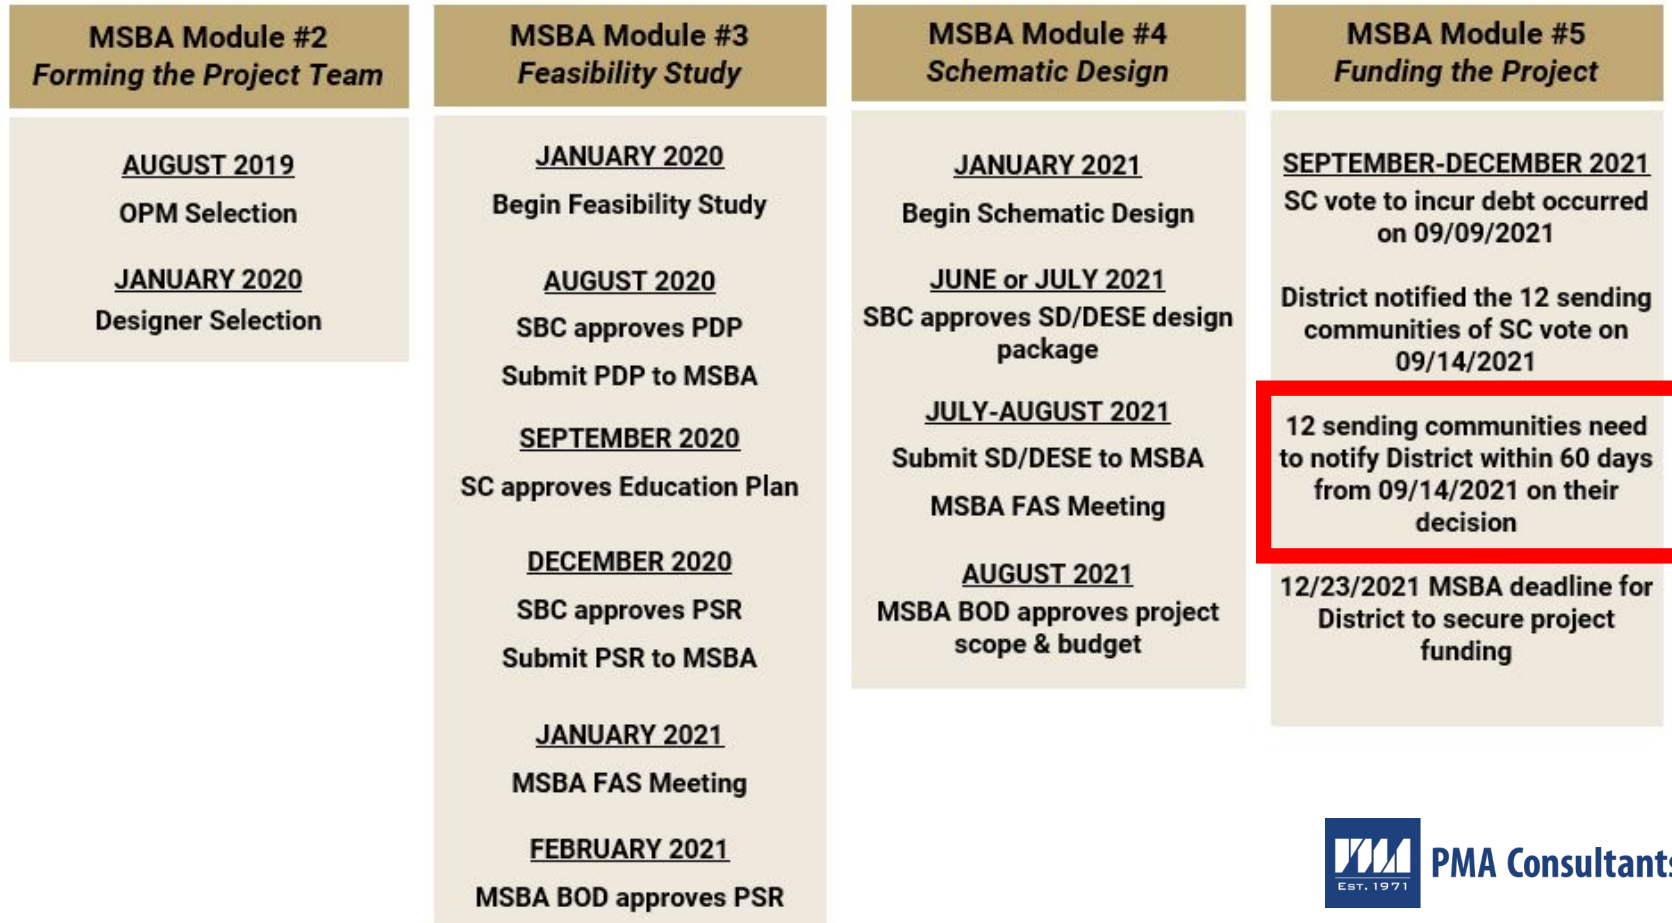 MSBA Module #2
Forming the Project Team
AUGUST 2019
OPM Selection
JANUARY 2020
Designer Selection
MSBA Module #3
Feasibility Study
JANUARY 2020
Begin Feasibility Study
AUGUST 2020
SBC approves PDP
Submit PDP to MSBA
SEPTEMBER 2020
SC approves Education Plan
DECEMBER 2020
SBC approves PSR
Submit PSR to MSBA
JANUARY 2021
MSBA FAS Meeting
FEBRUARY 2021
MSBA BOD approves PSR
MSBA Module #4
Schematic Design
JANUARY 2021
Begin Schematic Design
JUNE or JULY 2021
SBC approves SD/DESE design
package
JULY-AUGUST 2021
Submit SD/DESE to MSBA
MSBA FAS Meeting
AUGUST 2021
MSBA BOD approves project
scope & budget
MSBA Module #5
Funding the Project
SEPTEMBER-DECEMBER 2021
SC vote to incur debt occurred
on 09/09/2021
District notified the 12 sending
communities of SC vote on
09/14/2021
12 sending communities need
to notify District within 60 days
from 09/14/2021 on their
decision
12/23/2021 MSBA deadline for
District to secure project
funding
PMA
EST. 1971
PMA Consultants